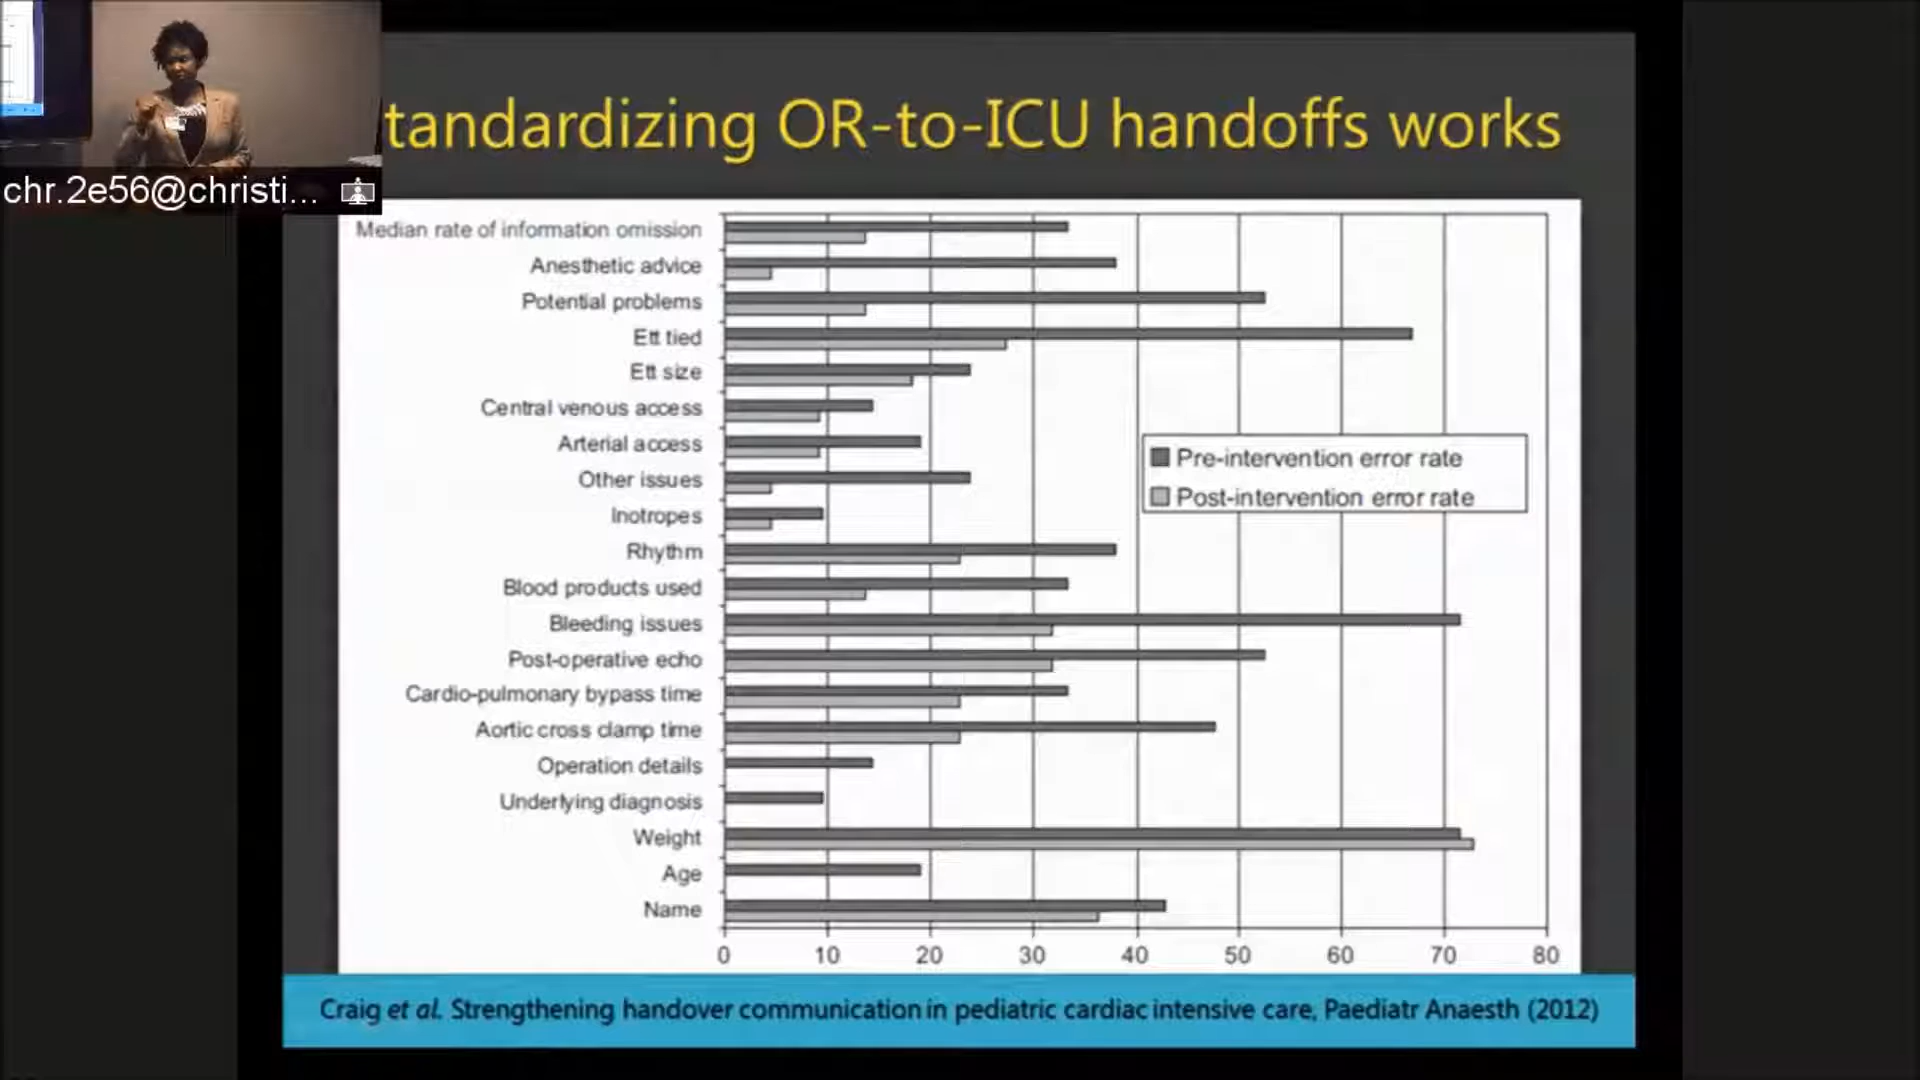 tandardizing OR-to-ICU handoffs works
chr.2e56@christi...
Median rate of information omission
Anesthetic advice
Potential problems
Ett tied
Ett size
Central venous access
Arterial access
Other issues
Inotropes
Rhythm
Blood products used
Bleeding issues
Post-operative echo
Cardio-pulmonary bypass time
Aortic cross clamp time
Operation details
Underlying diagnosis
Weight
Age
Name
Pre-intervention error rate
Post-intervention error rate
0 10 20 30 40 50 60 70 80
Craig et al. Strengthening handover communication in pediatric cardiac intensive care, Paediatr Anaesth (2012)